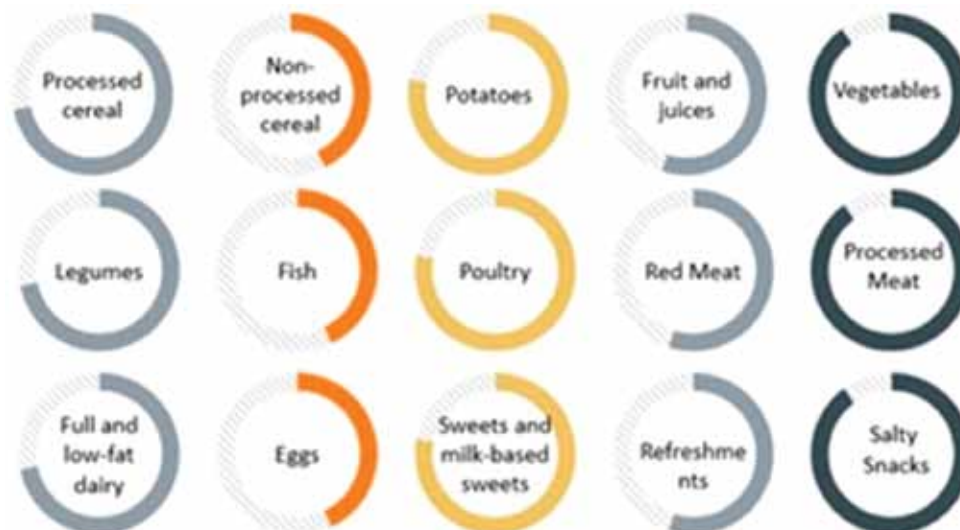 Processed
cereal
Non-
processed
cereal
Potatoes
Fruit and
juices
Vegetables
Legumes
Fish
Poultry
Red Meat
Processed
Meat
Full and
low-fat
dairy
Eggs
Sweets and
milk-based
sweets
Refreshme
nts
Salty
Snacks